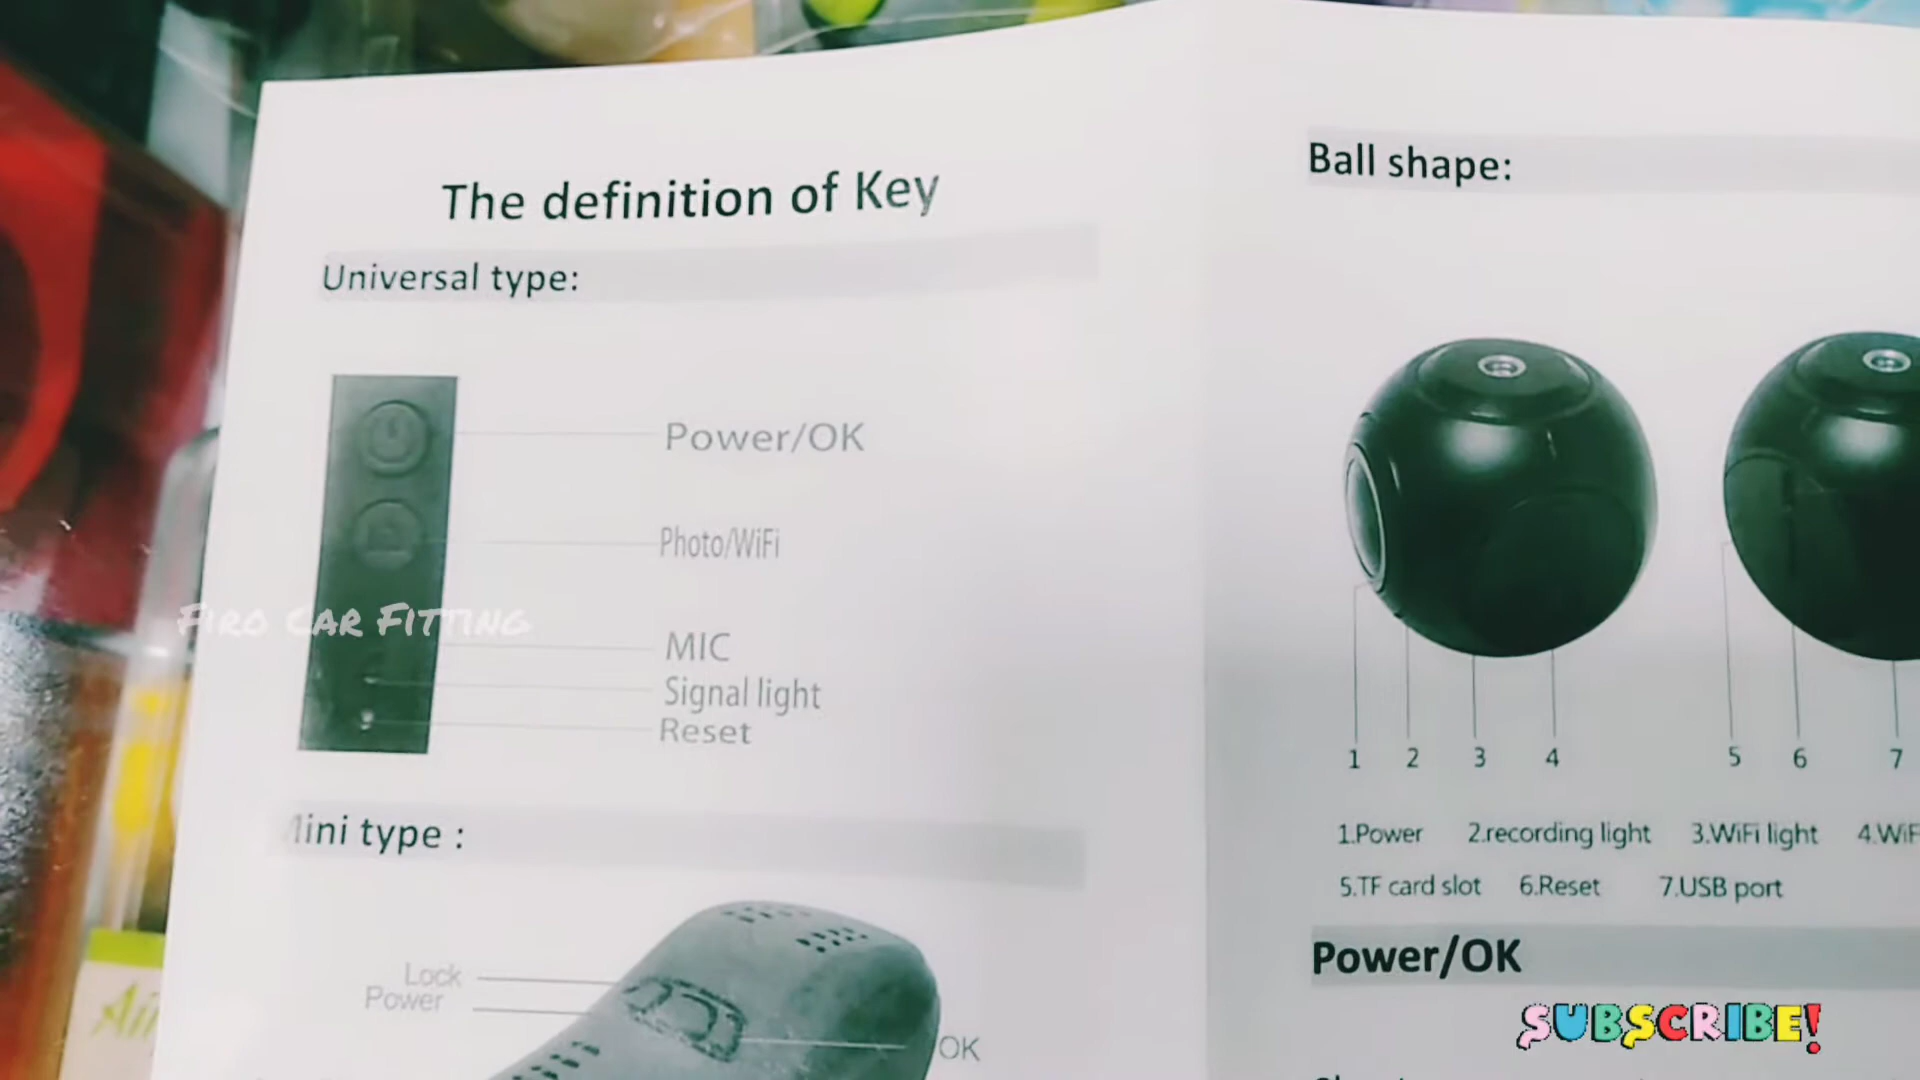 The definition of Key
Universal type:
Power/OK
Photo/WiFi
MIC
Signal light
Reset
Firo Car Fitting
Mini type :
Lock
Power
OK
Ball shape:
1 2 3 4 5 6 7
1.Power 2.recording light 3.WiFi light
5.TF card slot 6.Reset 7.USB port
Power/OK
SUBSCRIBE!